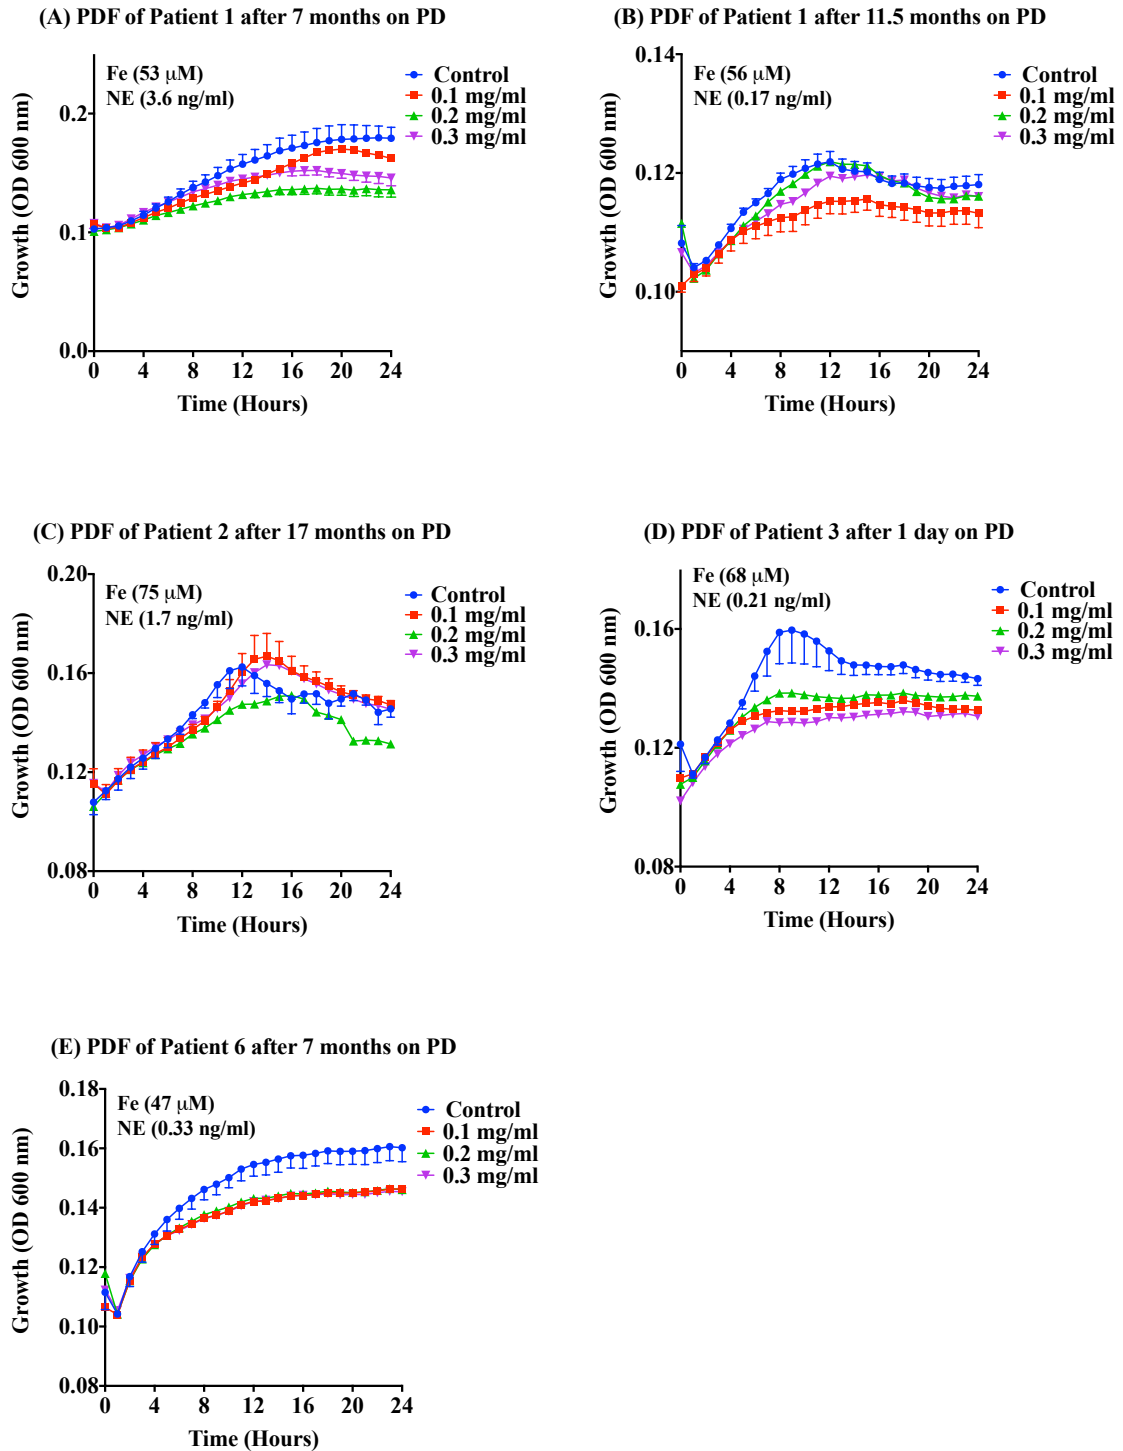 (A) PDF of Patient 1 after 7 months on PD
Fe (53 μM)
NE (3.6 ng/ml)
Control
0.1 mg/ml
0.2 mg/ml
0.3 mg/ml
Growth (OD 600 nm)
0.2
0.1
0.0
0 4 8 12 16 20 24
Time (Hours)
(B) PDF of Patient 1 after 11.5 months on PD
Fe (56 μM)
NE (0.17 ng/ml)
Control
0.1 mg/ml
0.2 mg/ml
0.3 mg/ml
Growth (OD 600 nm)
0.14
0.12
0.10
0 4 8 12 16 20 24
Time (Hours)
(C) PDF of Patient 2 after 17 months on PD
Fe (75 μM)
NE (1.7 ng/ml)
Control
0.1 mg/ml
0.2 mg/ml
0.3 mg/ml
Growth (OD 600 nm)
0.20
0.16
0.12
0.08
0 4 8 12 16 20 24
Time (Hours)
(D) PDF of Patient 3 after 1 day on PD
Fe (68 μM)
NE (0.21 ng/ml)
Control
0.1 mg/ml
0.2 mg/ml
0.3 mg/ml
Growth (OD 600 nm)
0.16
0.12
0.08
0 4 8 12 16 20 24
Time (Hours)
(E) PDF of Patient 6 after 7 months on PD
Fe (47 μM)
NE (0.33 ng/ml)
Control
0.1 mg/ml
0.2 mg/ml
0.3 mg/ml
Growth (OD 600 nm)
0.18
0.16
0.14
0.12
0.10
0.08
0 4 8 12 16 20 24
Time (Hours)